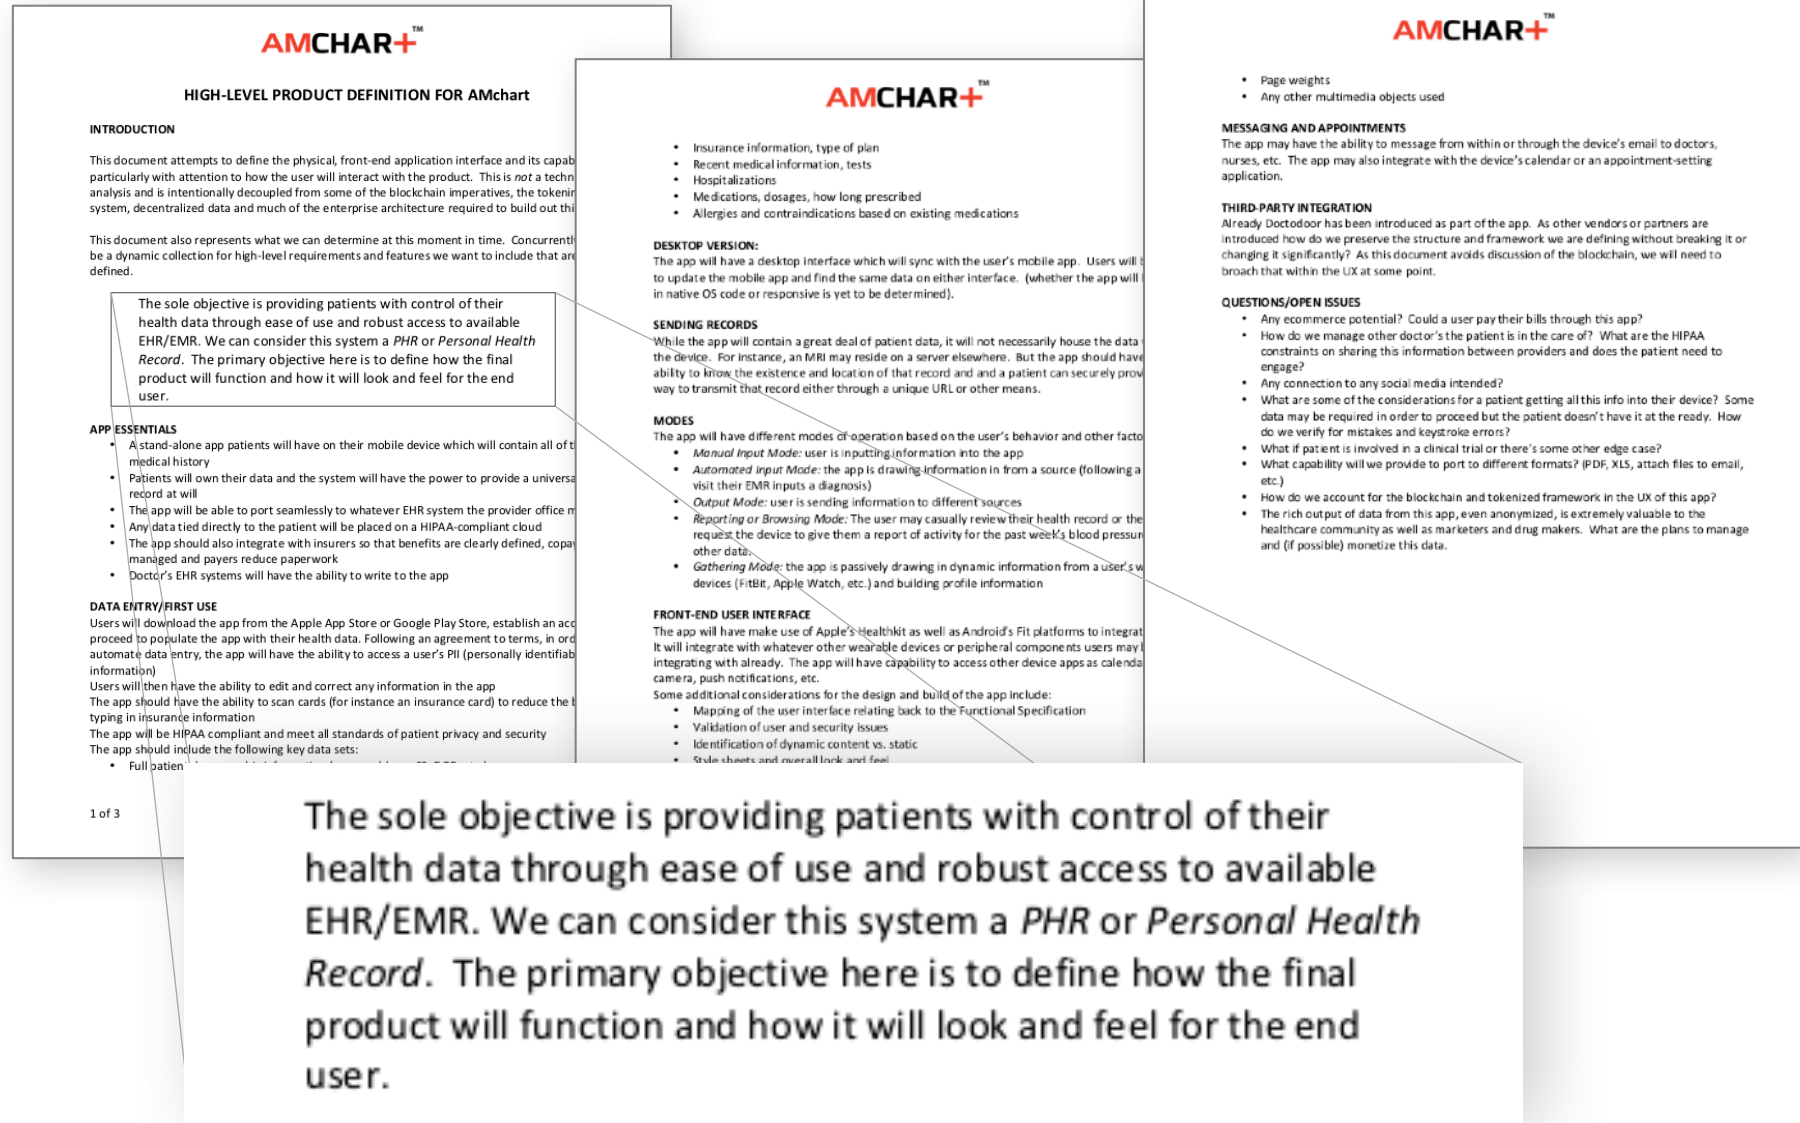 AMCHAR+™
HIGH-LEVEL PRODUCT DEFINITION FOR AMchart
INTRODUCTION
This document attempts to define the physical, front-end application interface and its
particularly with attention to how the user will interact with the product.  This is not a
analysis and is intentionally decoupled from some of the blockchain imperatives, the
system, decentralized data and much of the enterprise architecture required to build out
This document also represents what we can determine at this moment in time.
be a dynamic collection for high-level requirements and features we want to include that are
defined.
The sole objective is providing patients with control of their
health data through ease of use and robust access to available
EHR/EMR. We can consider this system a PHR or Personal Health
Record.  The primary objective here is to define how the final
product will function and how it will look and feel for the end
user.
APP ESSENTIALS
• A stand-alone app patients will have on their mobile device which will contain all of
medical history
• Patients will own their data and the system will have the power to provide a
record at will
• The app will be able to port seamlessly to whatever EHR system the provider office
• Any data tied directly to the patient will be placed on a HIPAA-compliant cloud
• The app should also integrate with insurers so that benefits are clearly defined,
managed and payers reduce paperwork
• Doctor's EHR systems will have the ability to write to the app
DATA ENTRY/FIRST USE
Users will download the app from the Apple App Store or Google Play Store, establish an
proceed to populate the app with their health data. Following an agreement to terms, in
automate data entry, the app will have the ability to access a user's PII (personally
information)
Users will then have the ability to edit and correct any information in the app
The app should have the ability to scan cards (for instance an insurance card) to reduce the
typing in insurance information
The app will be HIPAA compliant and meet all standards of patient privacy and security
The app should include the following key data sets:
• Full patient
1 of 3
AMCHAR+™
• Insurance information, type of plan
• Recent medical information, tests
• Hospitalizations
• Medications, dosages, how long prescribed
• Allergies and contraindications based on existing medications
DESKTOP VERSION:
The app will have a desktop interface which will sync with the user's mobile app.  Users will
to update the mobile app and find the same data on either interface.  (whether the app will
in native OS code or responsive is yet to be determined).
SENDING RECORDS
While the app will contain a great deal of patient data, it will not necessarily house the data
the device.  For instance, an MRI may reside on a server elsewhere.  But the app should have
ability to know the existence and location of that record and and a patient can securely
way to transmit that record either through a unique URL or other means.
MODES
The app will have different modes of operation based on the user's behavior and other
• Manual Input Mode: user is inputting information into the app
• Automated Input Mode: the app is drawing information in from a source (following a
visit their EMR inputs a diagnosis)
• Output Mode: user is sending information to different sources
• Reporting or Browsing Mode: The user may casually review their health record or the
request the device to give them a report of activity for the past week's blood
other data.
• Gathering Mode: the app is passively drawing in dynamic information from a user's
devices (FitBit, Apple Watch, etc.) and building profile information
FRONT-END USER INTERFACE
The app will have make use of Apple's Healthkit as well as Android's Fit platforms to
It will integrate with whatever other wearable devices or peripheral components users may
integrating with already.  The app will have capability to access other device apps as
camera, push notifications, etc.
Some additional considerations for the design and build of the app include:
• Mapping of the user interface relating back to the Functional Specification
• Validation of user and security issues
• Identification of dynamic content vs. static
• Style sheets and overall look and feel
AMCHAR+™
• Page weights
• Any other multimedia objects used
MESSAGING AND APPOINTMENTS
The app may have the ability to message from within or through the device's email to doctors,
nurses, etc.  The app may also integrate with the device's calendar or an appointment-setting
application.
THIRD-PARTY INTEGRATION
Already Doctodoor has been introduced as part of the app.  As other vendors or partners are
introduced how do we preserve the structure and framework we are defining without breaking it or
changing it significantly?  As this document avoids discussion of the blockchain, we will need to
broach that within the UX at some point.
QUESTIONS/OPEN ISSUES
• Any ecommerce potential?  Could a user pay their bills through this app?
• How do we manage other doctor's the patient is in the care of?  What are the HIPAA
constraints on sharing this information between providers and does the patient need to
engage?
• Any connection to any social media intended?
• What are some of the considerations for a patient getting all this info into their device?  Some
data may be required in order to proceed but the patient doesn't have it at the ready.  How
do we verify for mistakes and keystroke errors?
• What if patient is involved in a clinical trial or there's some other edge case?
• What capability will we provide to port to different formats? (PDF, XLS, attach files to email,
etc.)
• How do we account for the blockchain and tokenized framework in the UX of this app?
• The rich output of data from this app, even anonymized, is extremely valuable to the
healthcare community as well as marketers and drug makers.  What are the plans to manage
and (if possible) monetize this data.
The sole objective is providing patients with control of their
health data through ease of use and robust access to available
EHR/EMR. We can consider this system a PHR or Personal Health
Record.  The primary objective here is to define how the final
product will function and how it will look and feel for the end
user.